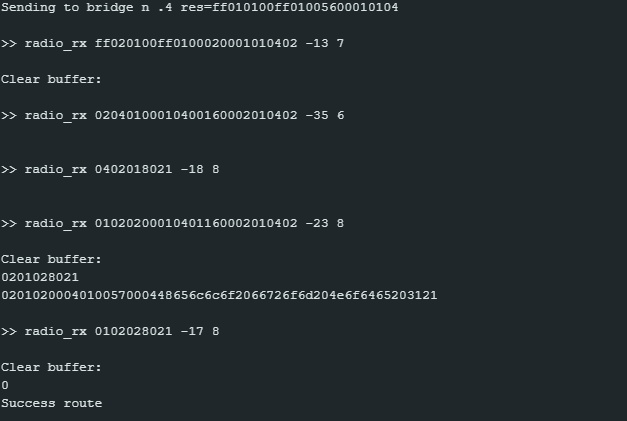 Sending to bridge n .4 res=ff010100ff01005600010104
>> radio_rx ff020100ff0100020001010402 -13 7
Clear buffer:
>> radio_rx 02040100010400160002010402 -35 6
>> radio_rx 0402018021 -18 8
>> radio_rx 01020200010401160002010402 -23 8
Clear buffer:
0201028021
0201020004010057000448656c6c6f2066726f6d204e6f6465203121
>> radio_rx 0102028021 -17 8
Clear buffer:
0
Success route